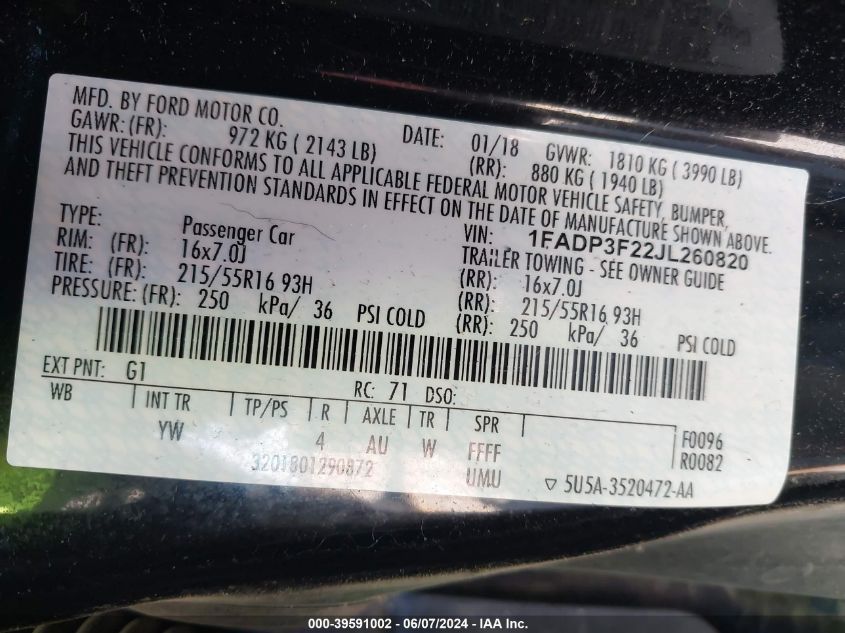 MFD. BY FORD MOTOR CO.
DATE: 01/18 GVWR: 1810 KG ( 3990 LB)
GAWR: (FR): 972 KG ( 2143 LB) (RR): 880 KG ( 1940 LB)
THIS VEHICLE CONFORMS TO ALL APPLICABLE FEDERAL MOTOR VEHICLE SAFETY, BUMPER,
AND THEFT PREVENTION STANDARDS IN EFFECT ON THE DATE OF MANUFACTURE SHOWN ABOVE.
VIN: 1FADP3F22JL260820
TYPE: Passenger Car TRAILER TOWING - SEE OWNER GUIDE
RIM: (FR): 16x7.0J (RR): 16x7.0J
TIRE: (FR): 215/55R16 93H (RR): 215/55R16 93H
PRESSURE: (FR): 250 kPa/ 36 PSI COLD (RR): 250 kPa/ 36 PSI COLD
EXT PNT: G1 RC: 71 DSO:
WB INT TR TP/PS R AXLE TR SPR
YW 4 AU W FFFF
F0096
R0082
3201801290872 UMU
▽ 5U5A-3520472-AA
000-39591002 - 06/07/2024 - IAA Inc.